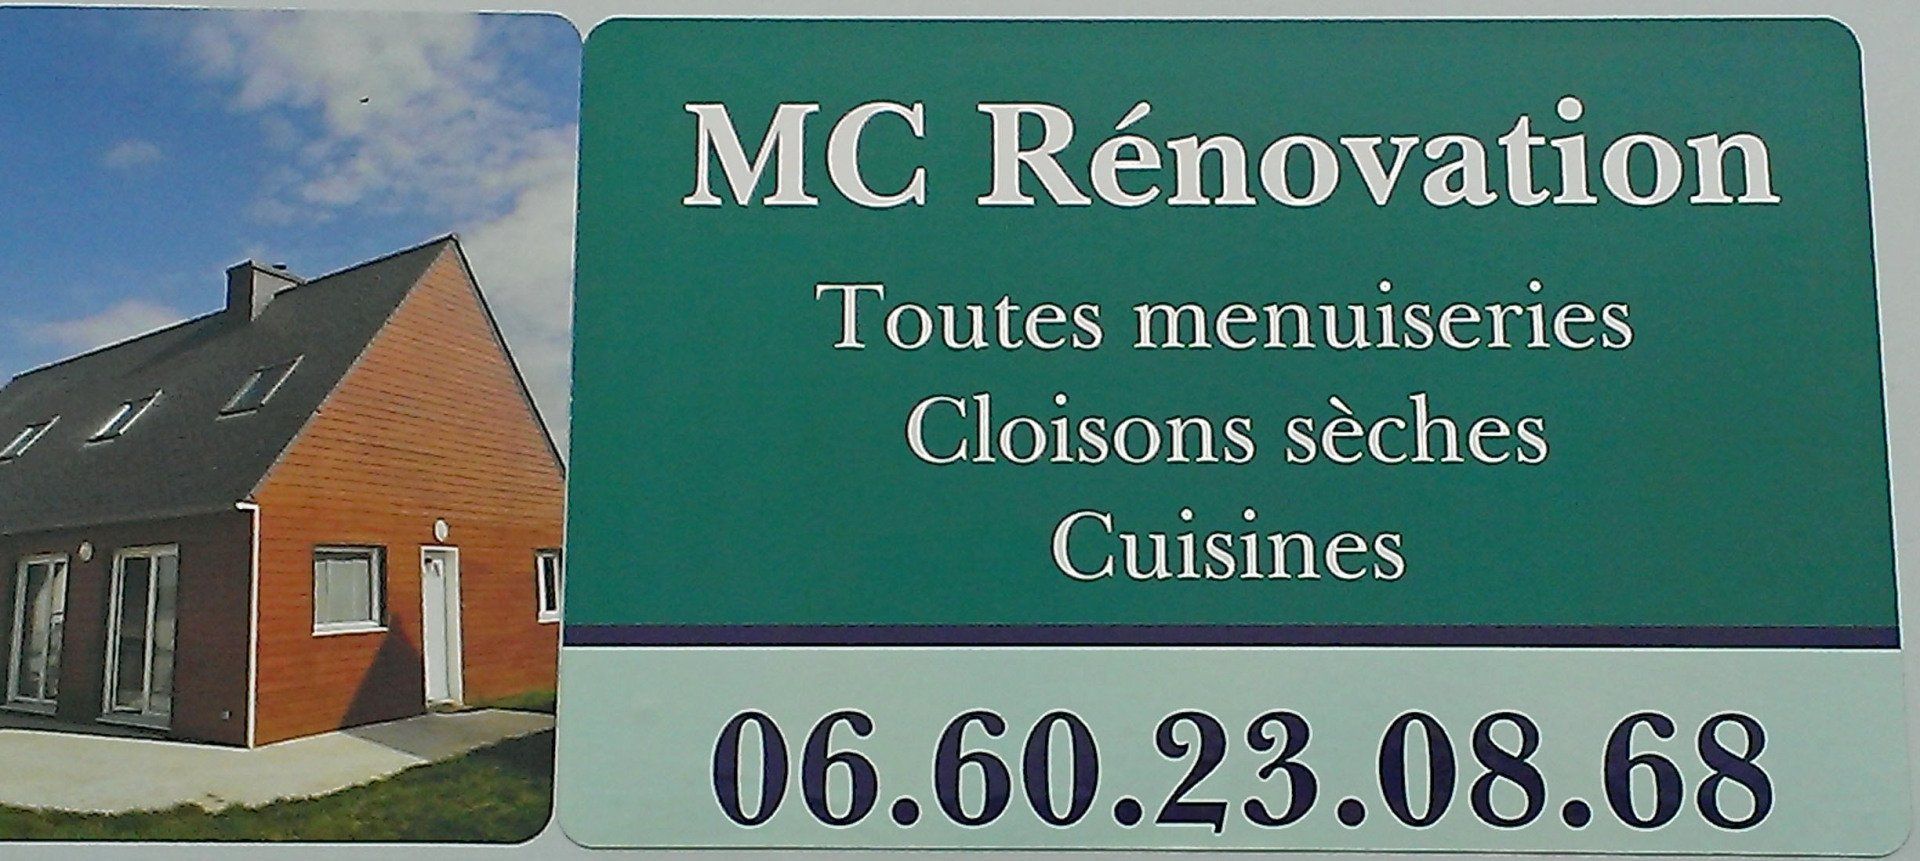 MC Rénovation
Toutes menuiseries
Cloisons sèches
Cuisines
06.60.23.08.68